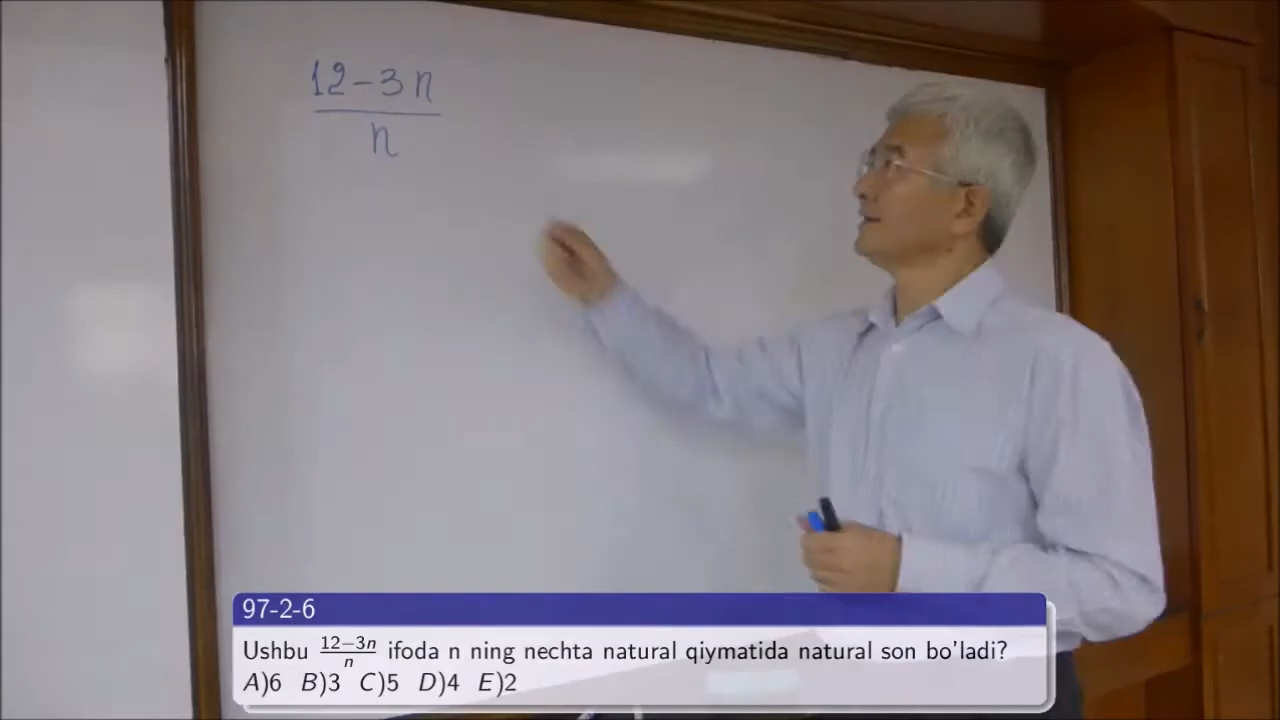 12-3n
n
97-2-6
Ushbu 12−3n/n ifoda n ning nechta natural qiymatida natural son bo'ladi?
A)6 B)3 C)5 D)4 E)2